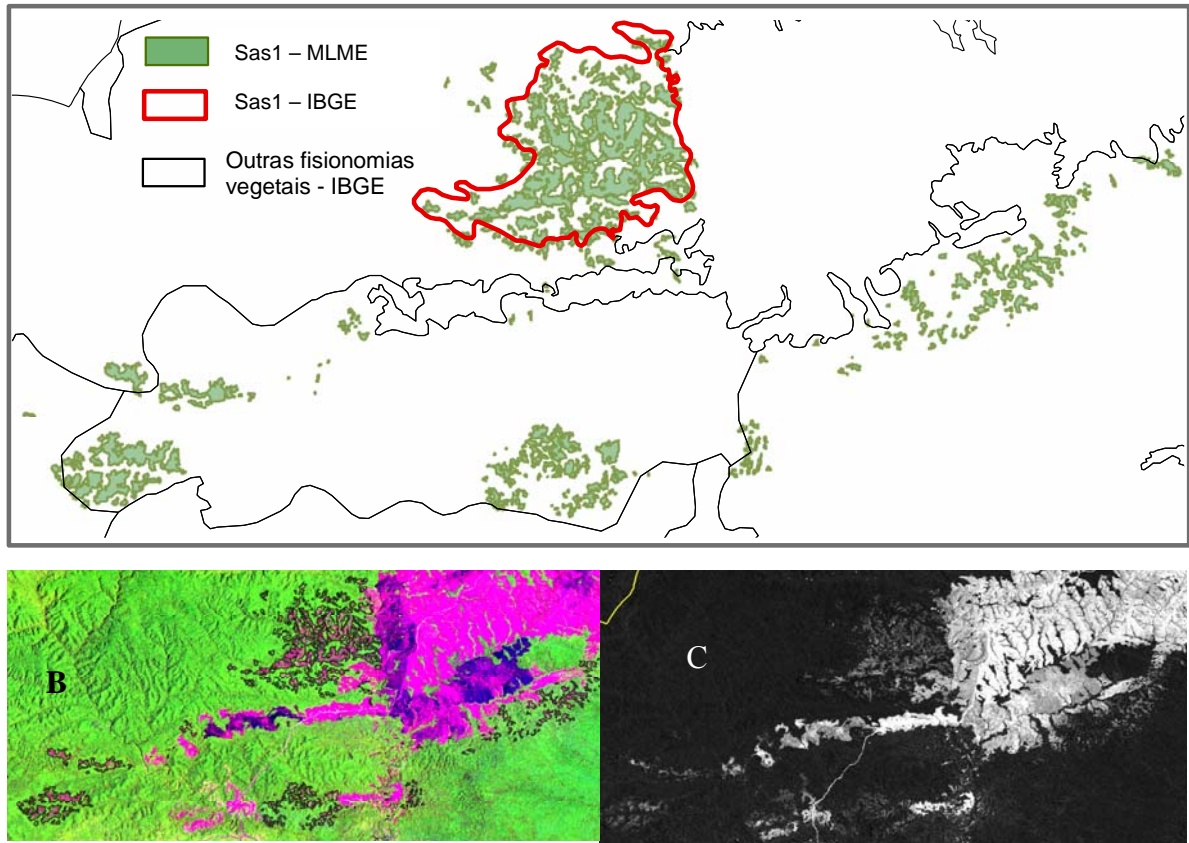 Sas1 – MLME
Sas1 – IBGE
Outras fisionomias
vegetais - IBGE
B
C